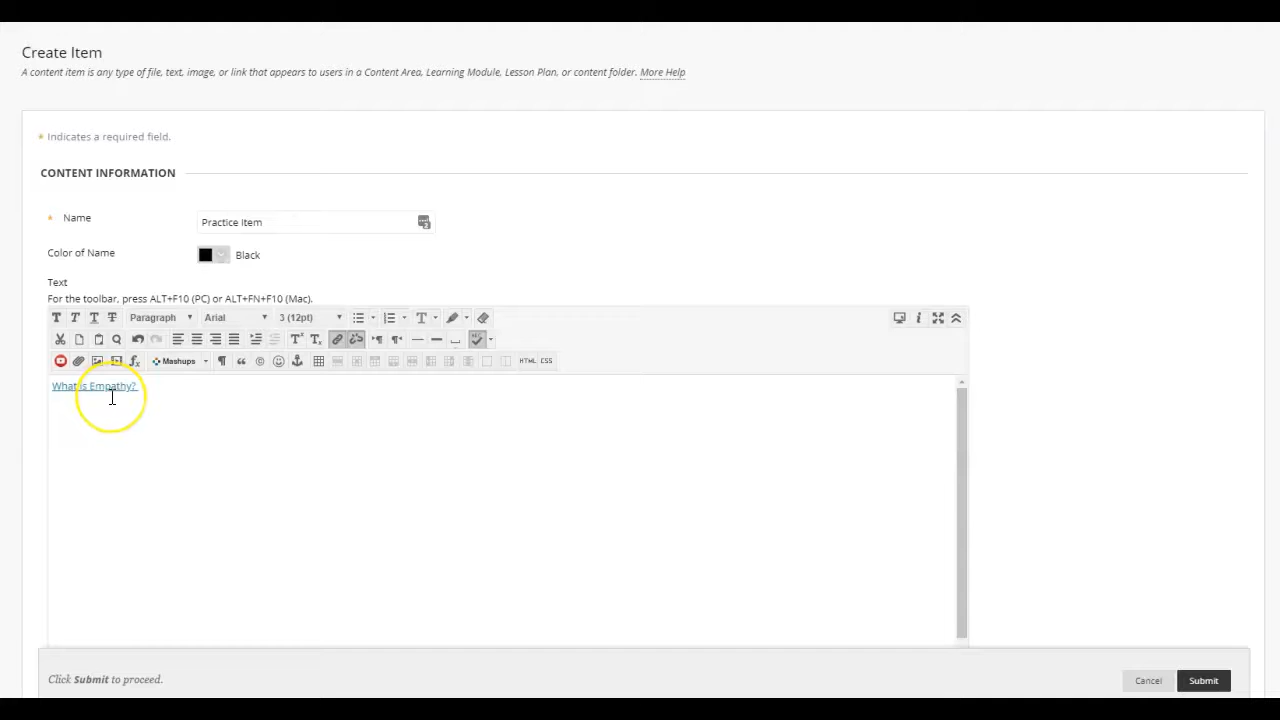 Create Item
A content item is any type of file, text, image, or link that appears to users in a Content Area, Learning Module, Lesson Plan, or content folder. More Help
* Indicates a required field.
CONTENT INFORMATION
* Name
Practice Item
Color of Name
Black
Text
For the toolbar, press ALT+F10 (PC) or ALT+FN+F10 (Mac).
T T T T Paragraph Arial 3 (12pt) T
Mashups HTML CSS
What is Empathy?
Click Submit to proceed.
Cancel Submit